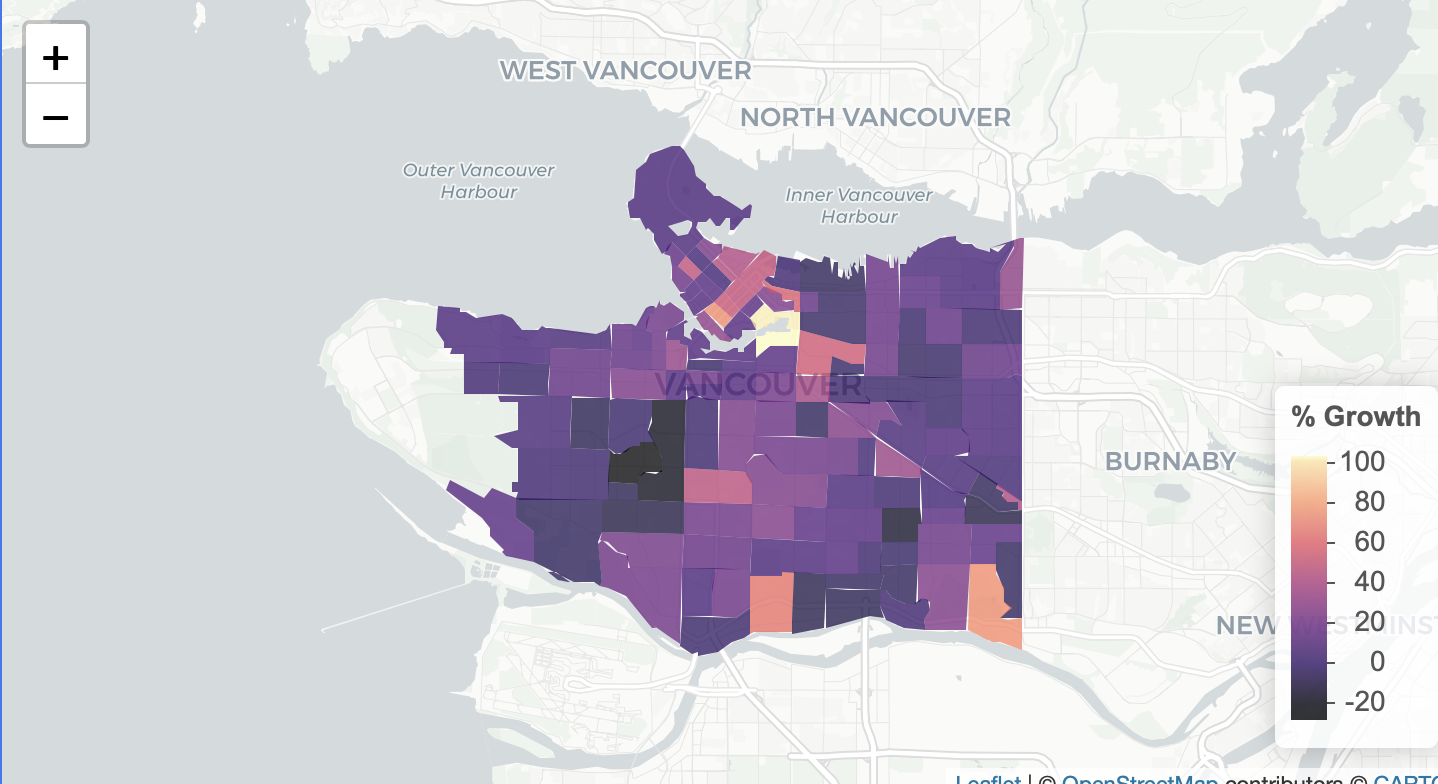 +
−
WEST VANCOUVER
NORTH VANCOUVER
Outer Vancouver
Harbour
Inner Vancouver
Harbour
VANCOUVER
BURNABY
% Growth
100
80
60
40
20
0
-20
NEW WESTMINST
Leaflet | © OpenStreetMap contributors © CARTO